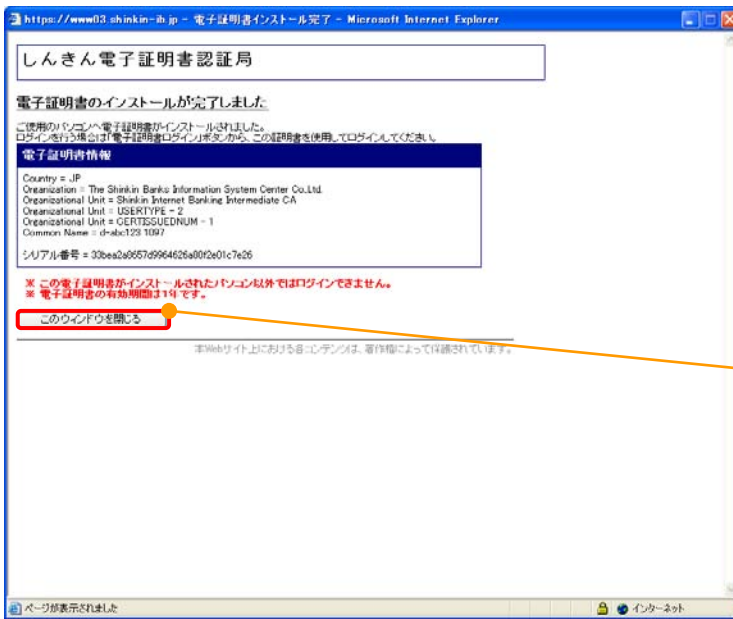 https://www03.shinkin-ib.jp - 電子証明書インストール完了 - Microsoft Internet Explorer
しんきん電子証明書認証局
電子証明書のインストールが完了しました
ご使用のパソコンへ電子証明書がインストールされました。
ログインを行う場合は「電子証明書ログイン」ボタンから、この証明書を使用してログインしてください。
電子証明書情報
Country = JP
Organization = The Shinkin Banks Information System Center Co.Ltd.
Organizational Unit = Shinkin Internet Banking Intermediate CA
Organizational Unit = USERTYPE - 2
Organizational Unit = CERTISSUEDNUM - 1
Common Name = d-abc123 1097
シリアル番号 = 33bea2a8657d9964626a00f2e01c7e26
※ この電子証明書がインストールされたパソコン以外ではログインできません。
※ 電子証明書の有効期間は1年です。
このウィンドウを閉じる
本Webサイト上における各コンテンツは、著作権によって保護されています。
ページが表示されました
インターネット